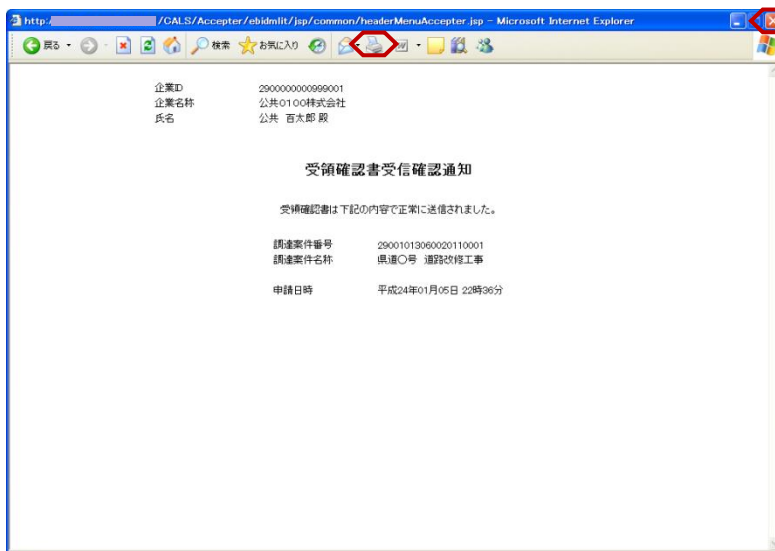 http:/ /CALS/Accepter/ebidmlit/jsp/common/headerMenuAccepter.jsp - Microsoft Internet Explorer
戻る 検索 お気に入り
企業ID 2900000000999001
企業名称 公共0100株式会社
氏名 公共 百太郎 殿
受領確認書受信確認通知
受領確認書は下記の内容で正常に送信されました。
調達案件番号 29001013060020110001
調達案件名称 県道○号 道路改修工事
申請日時 平成24年01月05日 22時36分